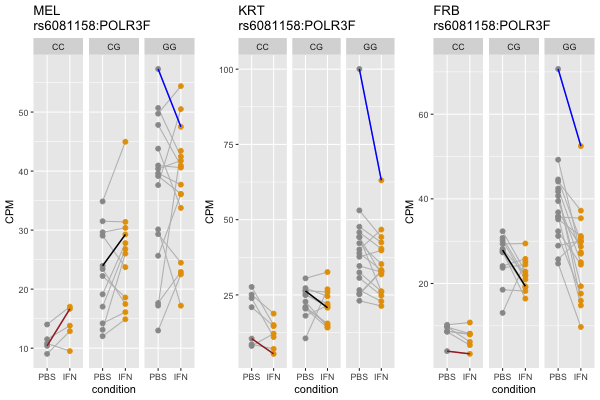 MEL
rs6081158:POLR3F
CC CG GG
CPM
50
40
30
20
10
PBS IFN PBS IFN PBS IFN
condition
KRT
rs6081158:POLR3F
CC CG GG
CPM
100
75
50
25
PBS IFN PBS IFN PBS IFN
condition
FRB
rs6081158:POLR3F
CC CG GG
CPM
60
40
20
PBS IFN PBS IFN PBS IFN
condition